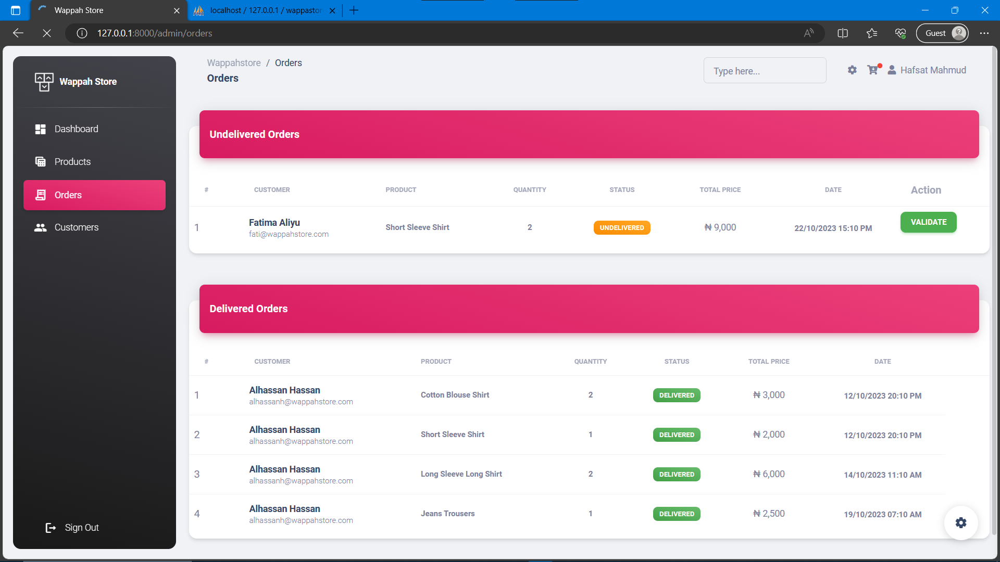 Wappah Store
localhost / 127.0.0.1 / wappastor
127.0.0.1:8000/admin/orders
Guest
Wappah Store
Dashboard
Products
Orders
Customers
Sign Out
Wappahstore / Orders
Orders
Type here...
Hafsat Mahmud
Undelivered Orders
# CUSTOMER PRODUCT QUANTITY STATUS TOTAL PRICE DATE Action
1 Fatima Aliyu Short Sleeve Shirt 2 UNDELIVERED ₦ 9,000 22/10/2023 15:10 PM VALIDATE
fati@wappahstore.com
Delivered Orders
# CUSTOMER PRODUCT QUANTITY STATUS TOTAL PRICE DATE
1 Alhassan Hassan Cotton Blouse Shirt 2 DELIVERED ₦ 3,000 12/10/2023 20:10 PM
alhassanh@wappahstore.com
2 Alhassan Hassan Short Sleeve Shirt 1 DELIVERED ₦ 2,000 12/10/2023 20:10 PM
alhassanh@wappahstore.com
3 Alhassan Hassan Long Sleeve Long Shirt 2 DELIVERED ₦ 6,000 14/10/2023 11:10 AM
alhassanh@wappahstore.com
4 Alhassan Hassan Jeans Trousers 1 DELIVERED ₦ 2,500 19/10/2023 07:10 AM
alhassanh@wappahstore.com